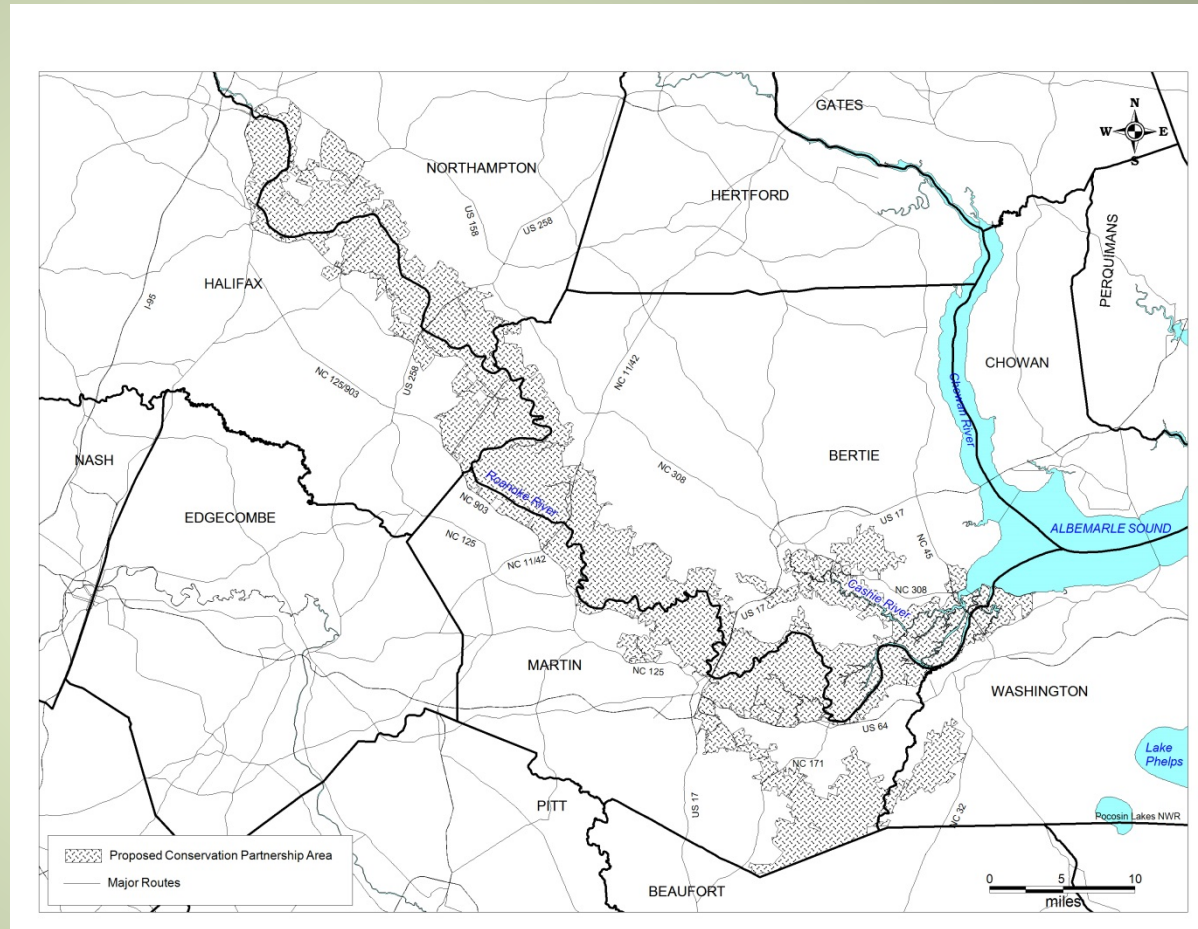 GATES
N
W E
S
NORTHAMPTON
HERTFORD
US 158
US 258
PERQUIMANS
HALIFAX
I-95
NC 11/42
CHOWAN
NC 125/903
US 258
Chowan River
NASH
BERTIE
NC 308
Roanoke River
EDGECOMBE
NC 903
US 17
NC 45
ALBEMARLE SOUND
NC 125
NC 11/42
Cashie River
NC 308
US 17
MARTIN
NC 125
WASHINGTON
US 64
Lake
Phelps
NC 171
PITT
US 17
NC 32
Pocosin Lakes NWR
Proposed Conservation Partnership Area
Major Routes
BEAUFORT
0 5 10
miles